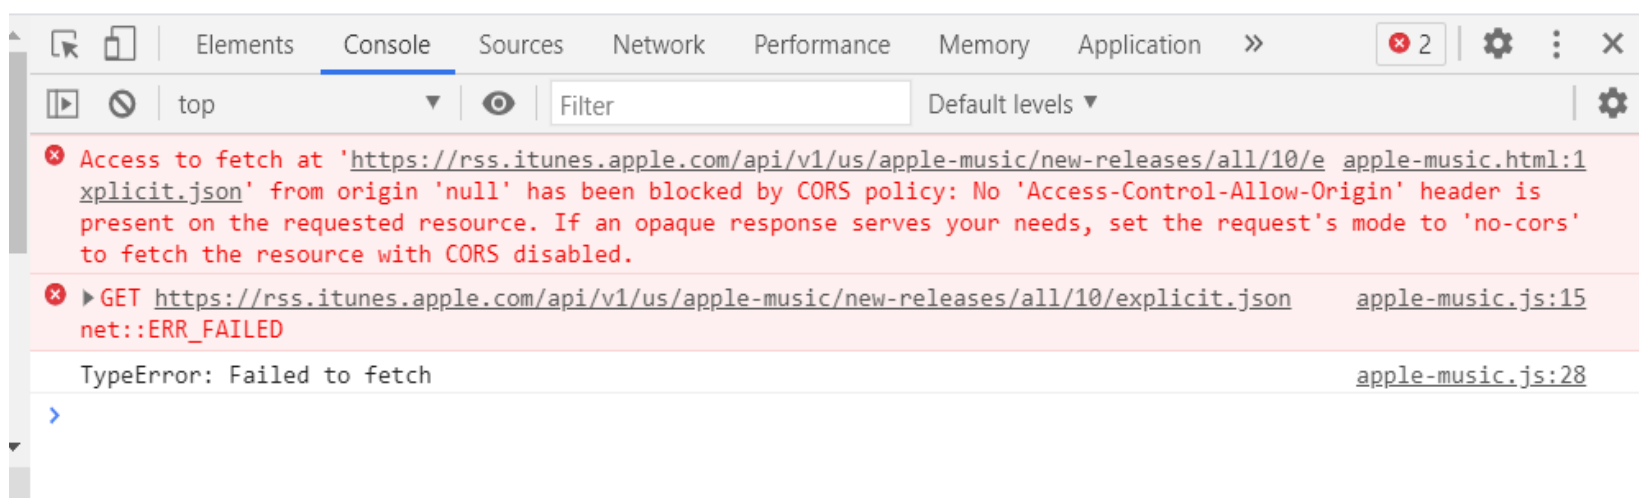 Elements Console Sources Network Performance Memory Application » 2
top ▼ Filter Default levels ▼
Access to fetch at 'https://rss.itunes.apple.com/api/v1/us/apple-music/new-releases/all/10/e apple-music.html:1
xplicit.json' from origin 'null' has been blocked by CORS policy: No 'Access-Control-Allow-Origin' header is
present on the requested resource. If an opaque response serves your needs, set the request's mode to 'no-cors'
to fetch the resource with CORS disabled.
▶GET https://rss.itunes.apple.com/api/v1/us/apple-music/new-releases/all/10/explicit.json apple-music.js:15
net::ERR_FAILED
TypeError: Failed to fetch apple-music.js:28